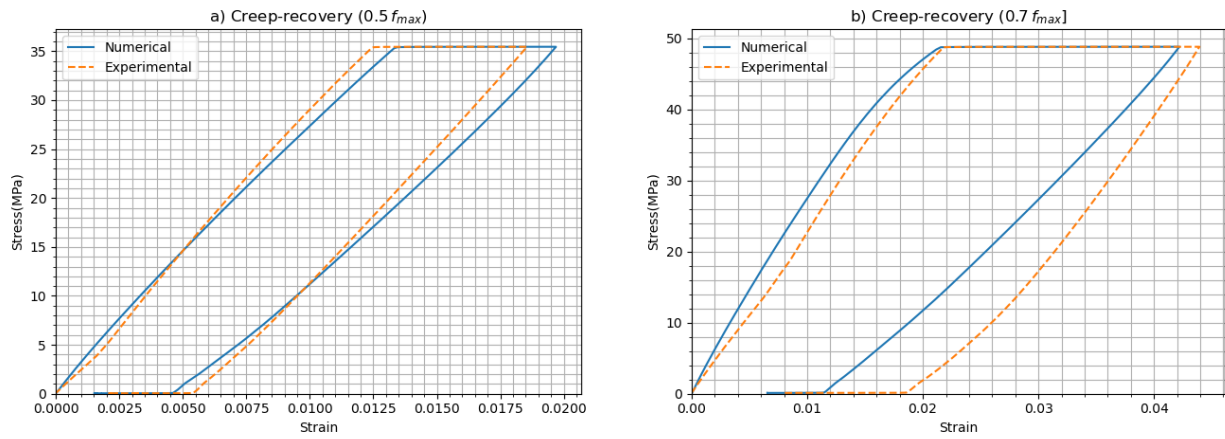 a) Creep-recovery (0.5 f_max)
Numerical
Experimental
35
30
25
20
15
10
5
0
Stress(MPa)
0.0000 0.0025 0.0050 0.0075 0.0100 0.0125 0.0150 0.0175 0.0200
Strain
b) Creep-recovery (0.7 f_max]
Numerical
Experimental
50
40
30
20
10
0
Stress(MPa)
0.00 0.01 0.02 0.03 0.04
Strain